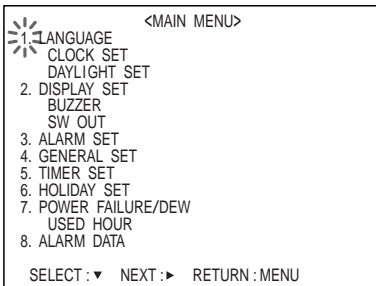 <MAIN MENU>
1. LANGUAGE
CLOCK SET
DAYLIGHT SET
2. DISPLAY SET
BUZZER
SW OUT
3. ALARM SET
4. GENERAL SET
5. TIMER SET
6. HOLIDAY SET
7. POWER FAILURE/DEW
USED HOUR
8. ALARM DATA
SELECT : ▼ NEXT : ► RETURN : MENU